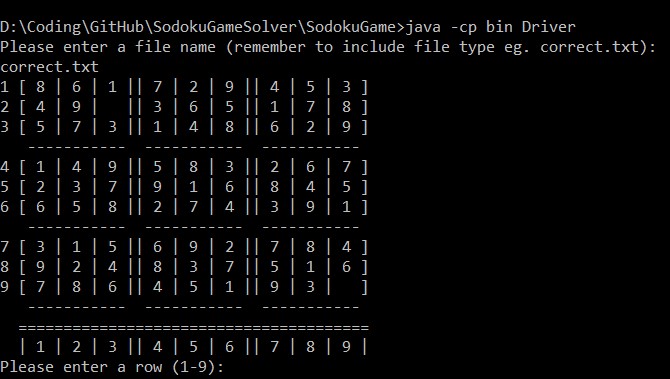 D:\Coding\GitHub\SodokuGameSolver\SodokuGame>java -cp bin Driver
Please enter a file name (remember to include file type eg. correct.txt):
correct.txt
1 [ 8 | 6 | 1 || 7 | 2 | 9 || 4 | 5 | 3 ]
2 [ 4 | 9 |   || 3 | 6 | 5 || 1 | 7 | 8 ]
3 [ 5 | 7 | 3 || 1 | 4 | 8 || 6 | 2 | 9 ]
   -----------  -----------  -----------
4 [ 1 | 4 | 9 || 5 | 8 | 3 || 2 | 6 | 7 ]
5 [ 2 | 3 | 7 || 9 | 1 | 6 || 8 | 4 | 5 ]
6 [ 6 | 5 | 8 || 2 | 7 | 4 || 3 | 9 | 1 ]
   -----------  -----------  -----------
7 [ 3 | 1 | 5 || 6 | 9 | 2 || 7 | 8 | 4 ]
8 [ 9 | 2 | 4 || 8 | 3 | 7 || 5 | 1 | 6 ]
9 [ 7 | 8 | 6 || 4 | 5 | 1 || 9 | 3 |   ]
   -----------  -----------  -----------
  =======================================
  | 1 | 2 | 3 || 4 | 5 | 6 || 7 | 8 | 9 |
Please enter a row (1-9):